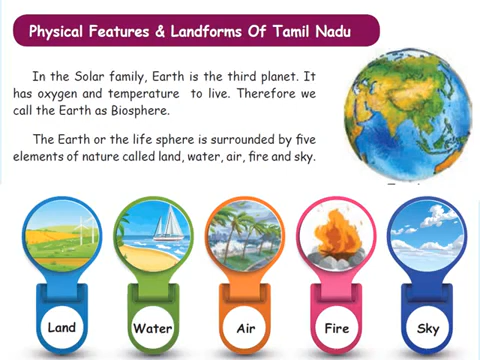 Physical Features & Landforms Of Tamil Nadu
In the Solar family, Earth is the third planet. It
has oxygen and temperature to live. Therefore we
call the Earth as Biosphere.
The Earth or the life sphere is surrounded by five
elements of nature called land, water, air, fire and sky.
Land
Water
Air
Fire
Sky